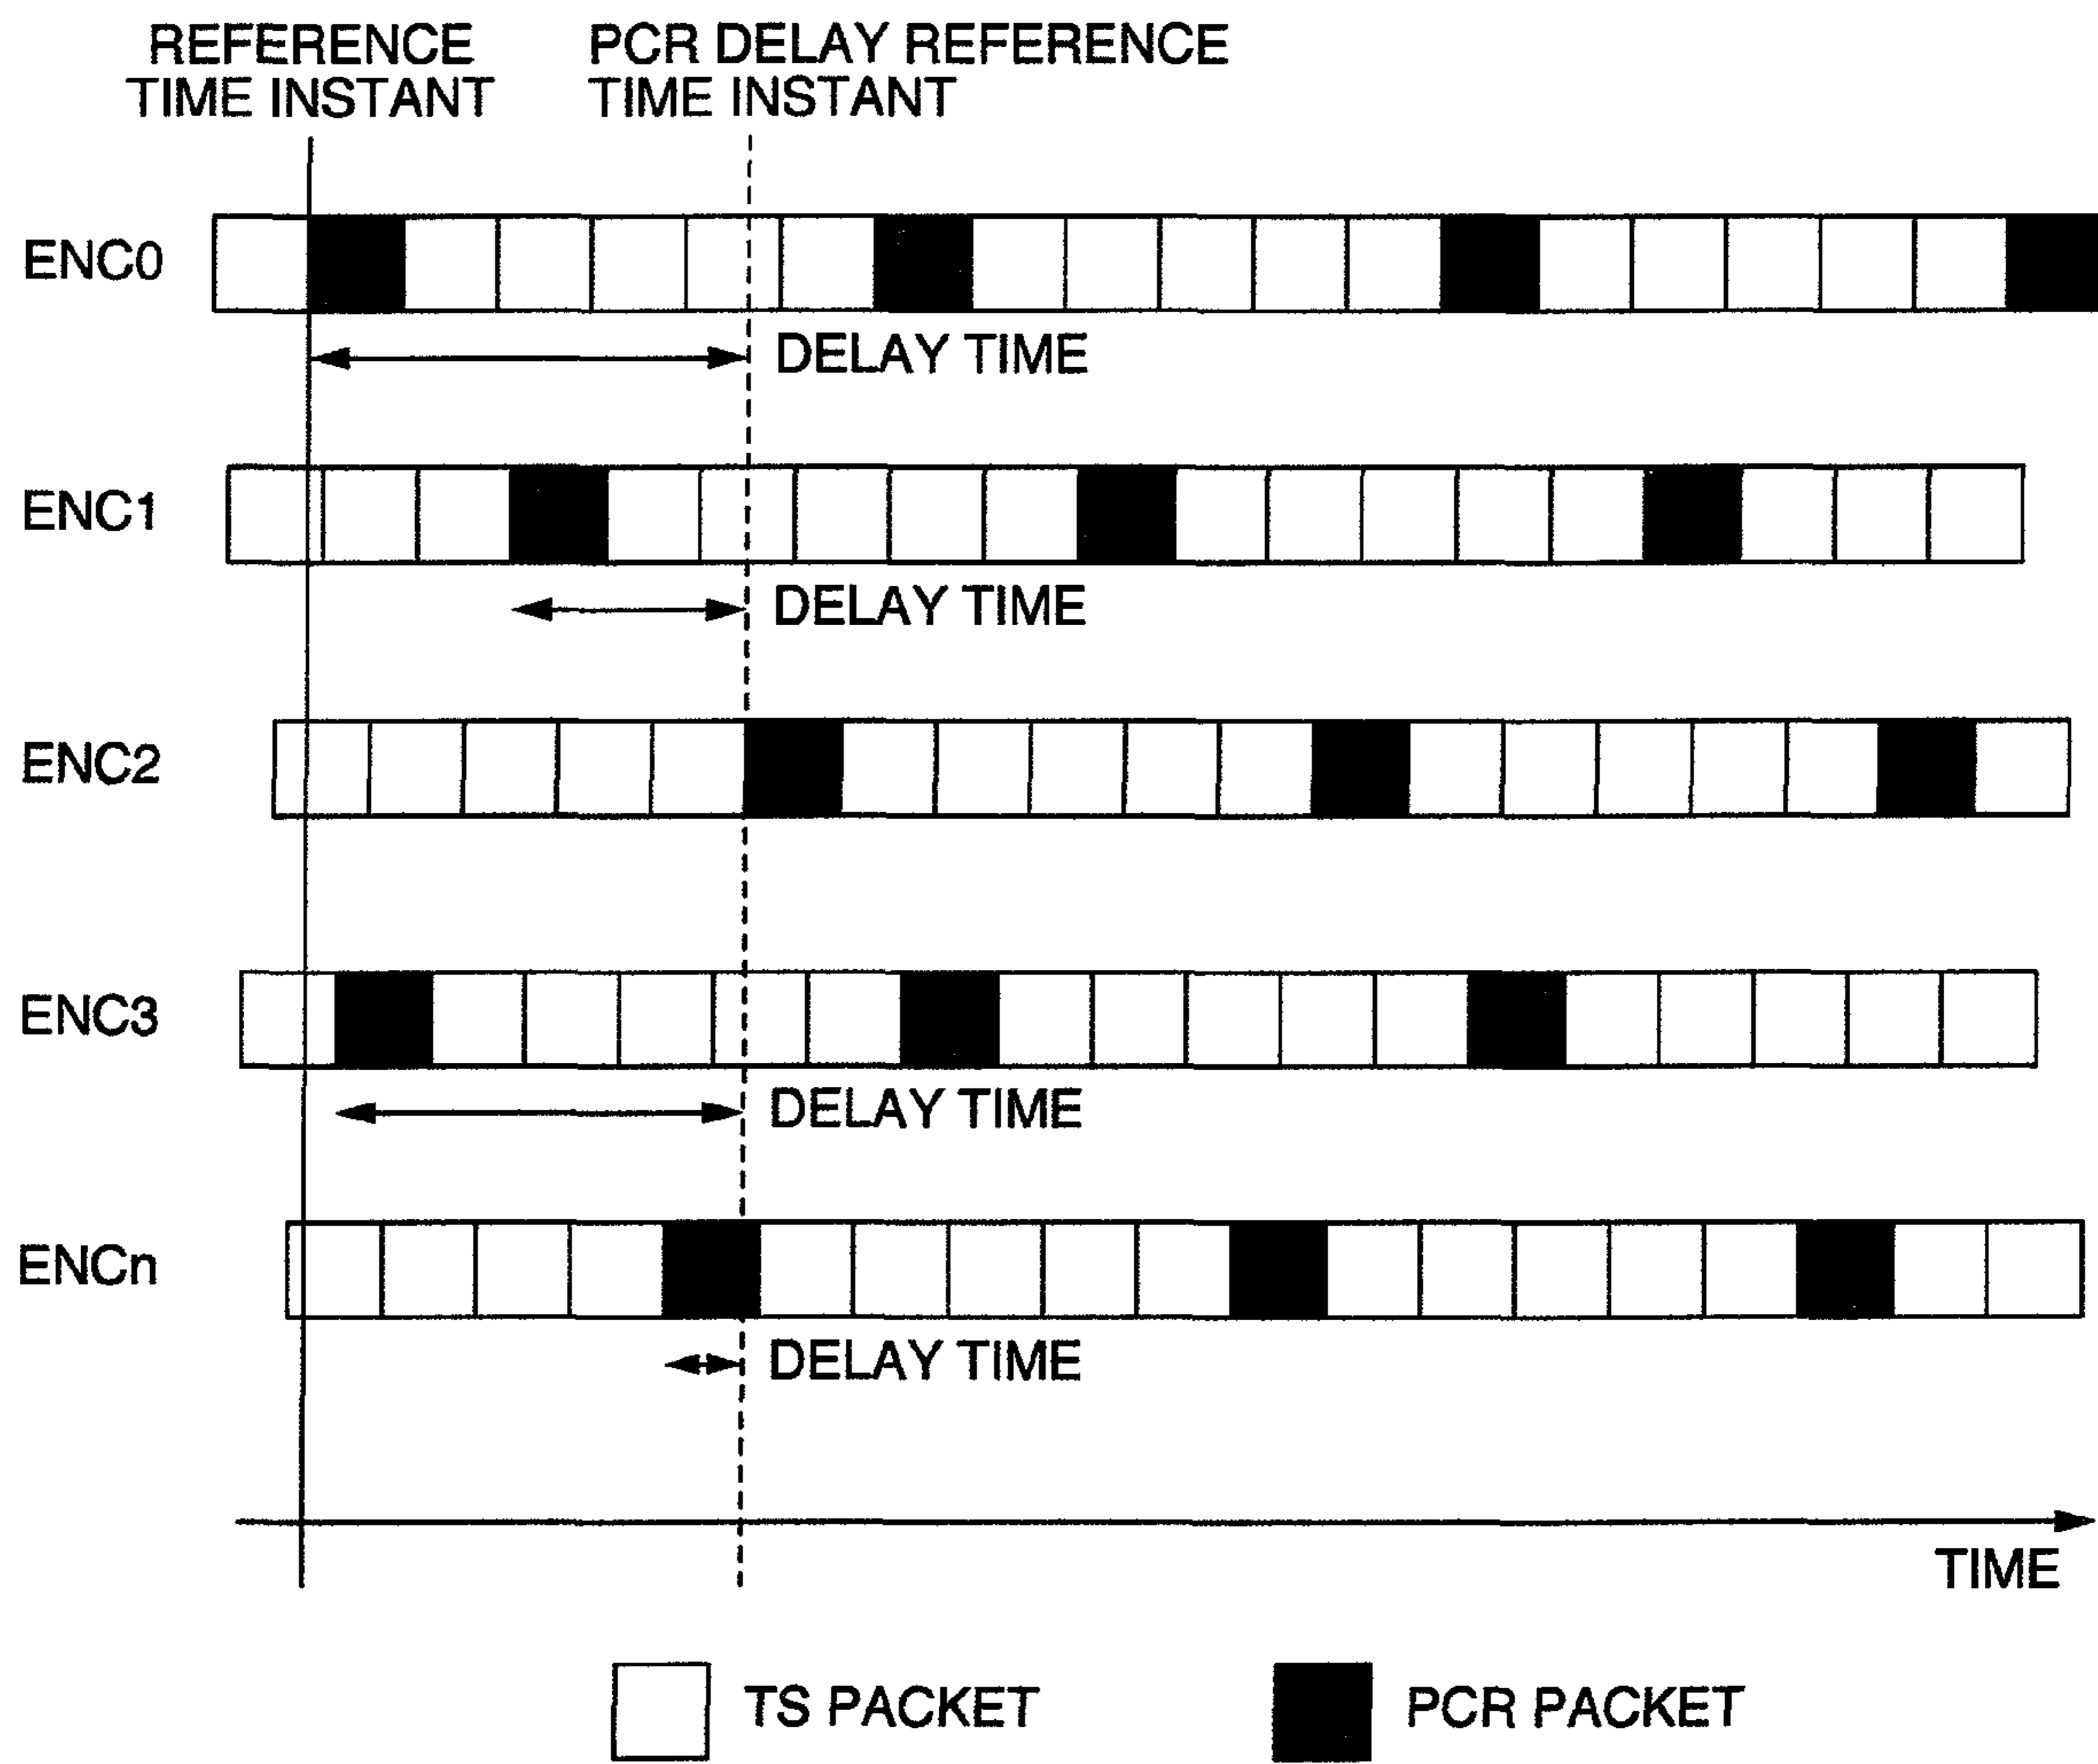 REFERENCE
TIME INSTANT
PCR DELAY REFERENCE
TIME INSTANT
ENC0
DELAY TIME
ENC1
DELAY TIME
ENC2
ENC3
DELAY TIME
ENCn
DELAY TIME
TIME
TS PACKET
PCR PACKET